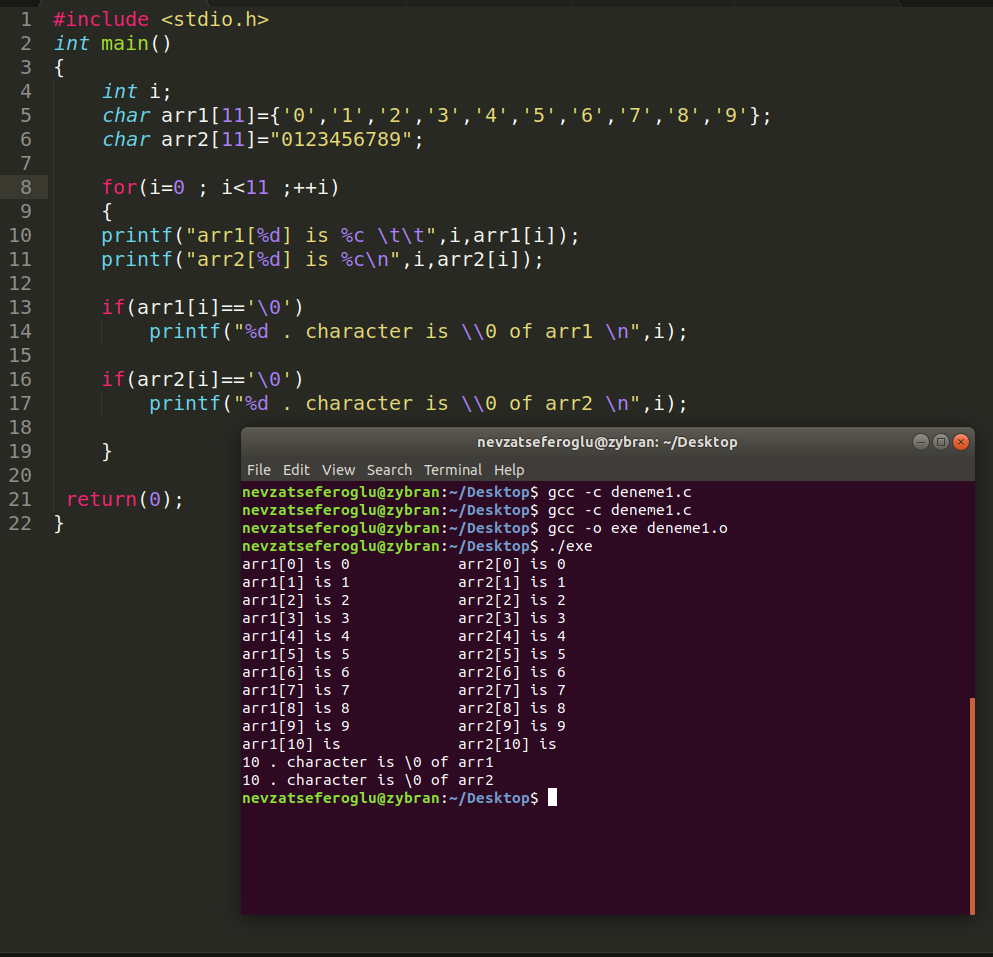 1 #include <stdio.h>
2 int main()
3 {
4     int i;
5     char arr1[11]={'0','1','2','3','4','5','6','7','8','9'};
6     char arr2[11]="0123456789";
7
8     for(i=0 ; i<11 ;++i)
9     {
10     printf("arr1[%d] is %c \t\t",i,arr1[i]);
11     printf("arr2[%d] is %c\n",i,arr2[i]);
12
13     if(arr1[i]=='\0')
14         printf("%d . character is \\0 of arr1 \n",i);
15
16     if(arr2[i]=='\0')
17         printf("%d . character is \\0 of arr2 \n",i);
18
19     }
20
21  return(0);
22 }
nevzatseferoglu@zybran: ~/Desktop
File Edit View Search Terminal Help
nevzatseferoglu@zybran:~/Desktop$ gcc -c deneme1.c
nevzatseferoglu@zybran:~/Desktop$ gcc -c deneme1.c
nevzatseferoglu@zybran:~/Desktop$ gcc -o exe deneme1.o
nevzatseferoglu@zybran:~/Desktop$ ./exe
arr1[0] is 0            arr2[0] is 0
arr1[1] is 1            arr2[1] is 1
arr1[2] is 2            arr2[2] is 2
arr1[3] is 3            arr2[3] is 3
arr1[4] is 4            arr2[4] is 4
arr1[5] is 5            arr2[5] is 5
arr1[6] is 6            arr2[6] is 6
arr1[7] is 7            arr2[7] is 7
arr1[8] is 8            arr2[8] is 8
arr1[9] is 9            arr2[9] is 9
arr1[10] is             arr2[10] is
10 . character is \0 of arr1
10 . character is \0 of arr2
nevzatseferoglu@zybran:~/Desktop$